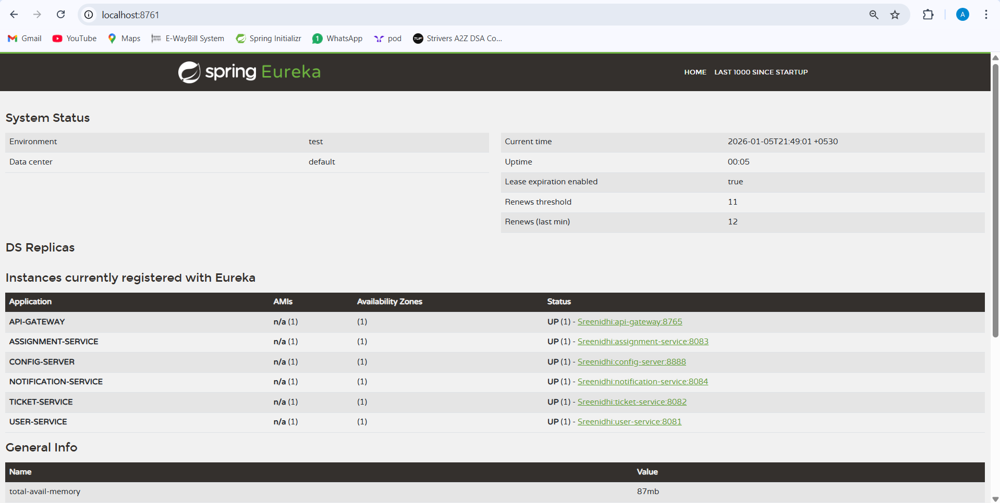 localhost:8761
A
Gmail YouTube Maps E-WayBill System Spring Initializr 1 WhatsApp pod TUF Strivers A2Z DSA Co...
spring Eureka HOME LAST 1000 SINCE STARTUP
System Status
Environment test
Data center default
Current time 2026-01-05T21:49:01 +0530
Uptime 00:05
Lease expiration enabled true
Renews threshold 11
Renews (last min) 12
DS Replicas
Instances currently registered with Eureka
Application AMIs Availability Zones Status
API-GATEWAY n/a (1) (1) UP (1) - Sreenidhi:api-gateway:8765
ASSIGNMENT-SERVICE n/a (1) (1) UP (1) - Sreenidhi:assignment-service:8083
CONFIG-SERVER n/a (1) (1) UP (1) - Sreenidhi:config-server:8888
NOTIFICATION-SERVICE n/a (1) (1) UP (1) - Sreenidhi:notification-service:8084
TICKET-SERVICE n/a (1) (1) UP (1) - Sreenidhi:ticket-service:8082
USER-SERVICE n/a (1) (1) UP (1) - Sreenidhi:user-service:8081
General Info
Name Value
total-avail-memory 87mb